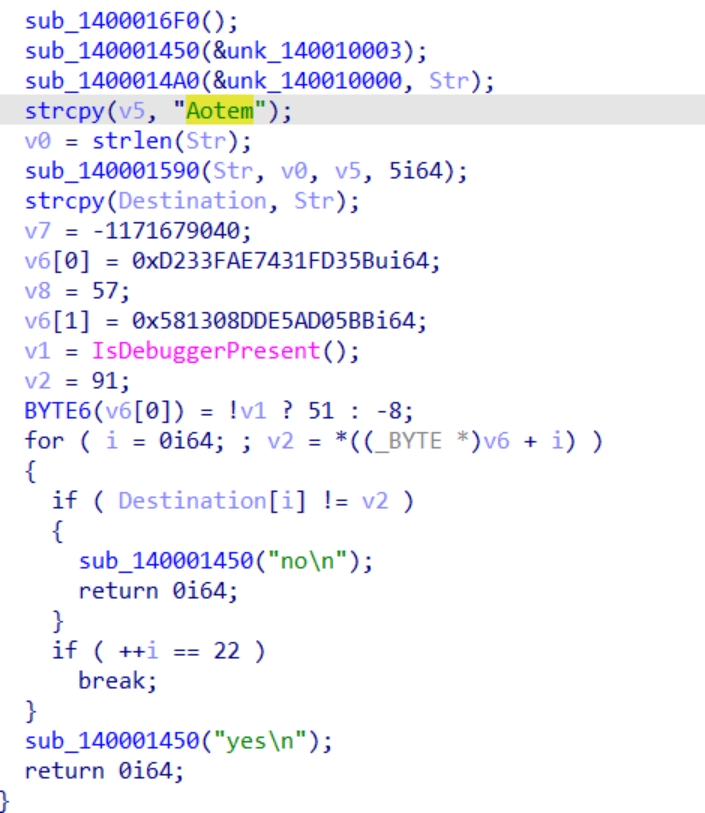 sub_1400016F0();
sub_140001450(&unk_140010003);
sub_1400014A0(&unk_140010000, Str);
strcpy(v5, "Aotem");
v0 = strlen(Str);
sub_140001590(Str, v0, v5, 5i64);
strcpy(Destination, Str);
v7 = -1171679040;
v6[0] = 0xD233FAE7431FD35Bui64;
v8 = 57;
v6[1] = 0x581308DDE5AD05BBi64;
v1 = IsDebuggerPresent();
v2 = 91;
BYTE6(v6[0]) = !v1 ? 51 : -8;
for ( i = 0i64; ; v2 = *((_BYTE *)v6 + i) )
{
if ( Destination[i] != v2 )
{
sub_140001450("no\n");
return 0i64;
}
if ( ++i == 22 )
break;
}
sub_140001450("yes\n");
return 0i64;
}